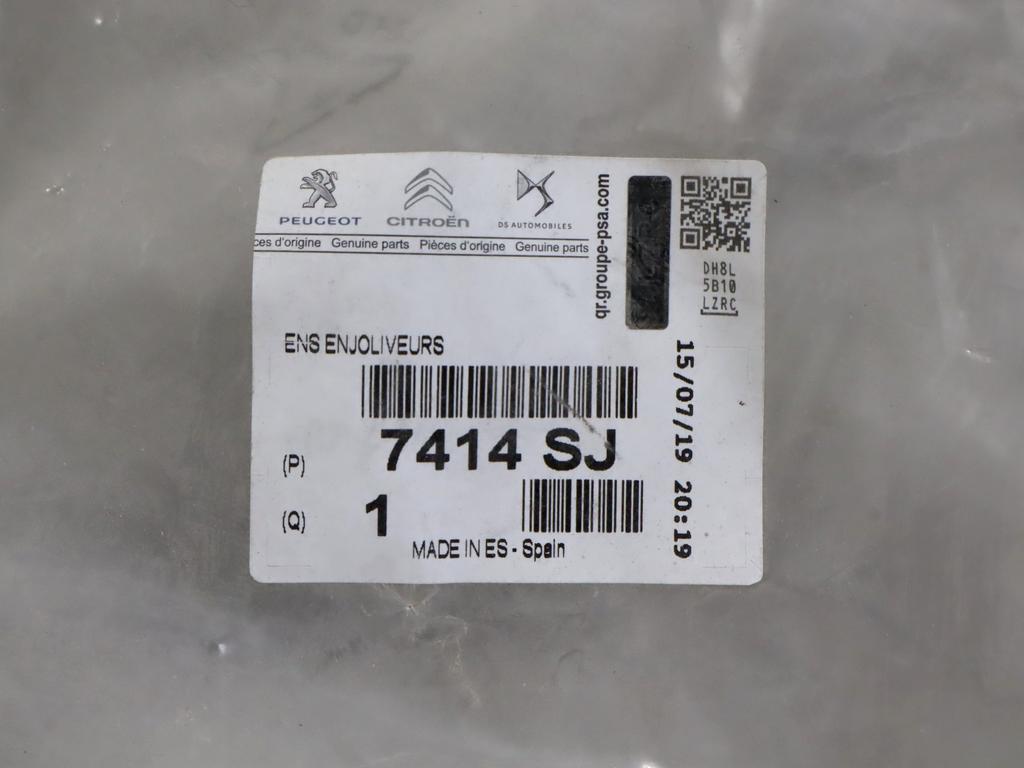 PEUGEOT
CITROËN
DS AUTOMOBILES
ces d'origine Genuine parts Pièces d'origine Genuine parts
qr.groupe-psa.com
DH8L
5B10
LZRC
ENS ENJOLIVEURS
7414 SJ
(P)
(Q) 1
MADE IN ES - Spain
15/07/19 20:19